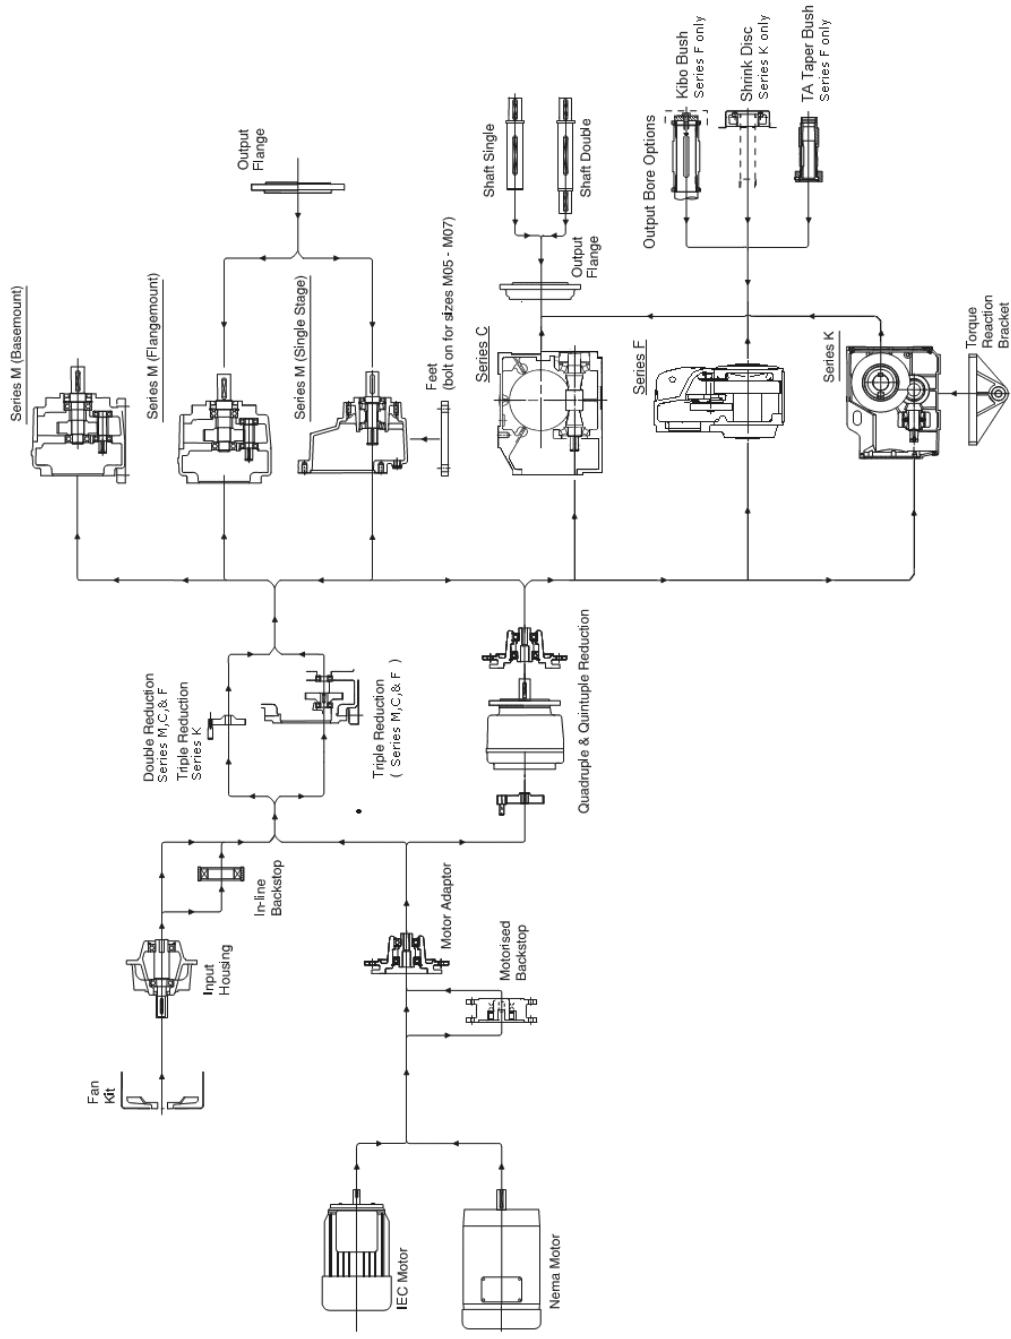 Series M (Basemount)
Series M (Flangemount)
Series M (Single Stage)
Output
Flange
Feet
(bolt on for sizes M05 - M07)
Shaft Single
Shaft Double
Output
Flange
Series C
Output Bore Options
Kibo Bush
Series F only
Shrink Disc
Series K only
TA Taper Bush
Series F only
Series F
Series K
Torque
Reaction
Bracket
Double Reduction
Series M,C,& F
Triple Reduction
Series K
Triple Reduction
( Series M,C,& F )
Quadruple & Quintuple Reduction
In-line
Backstop
Input
Housing
Fan
Kit
Motor Adaptor
Motorised
Backstop
IEC Motor
Nema Motor